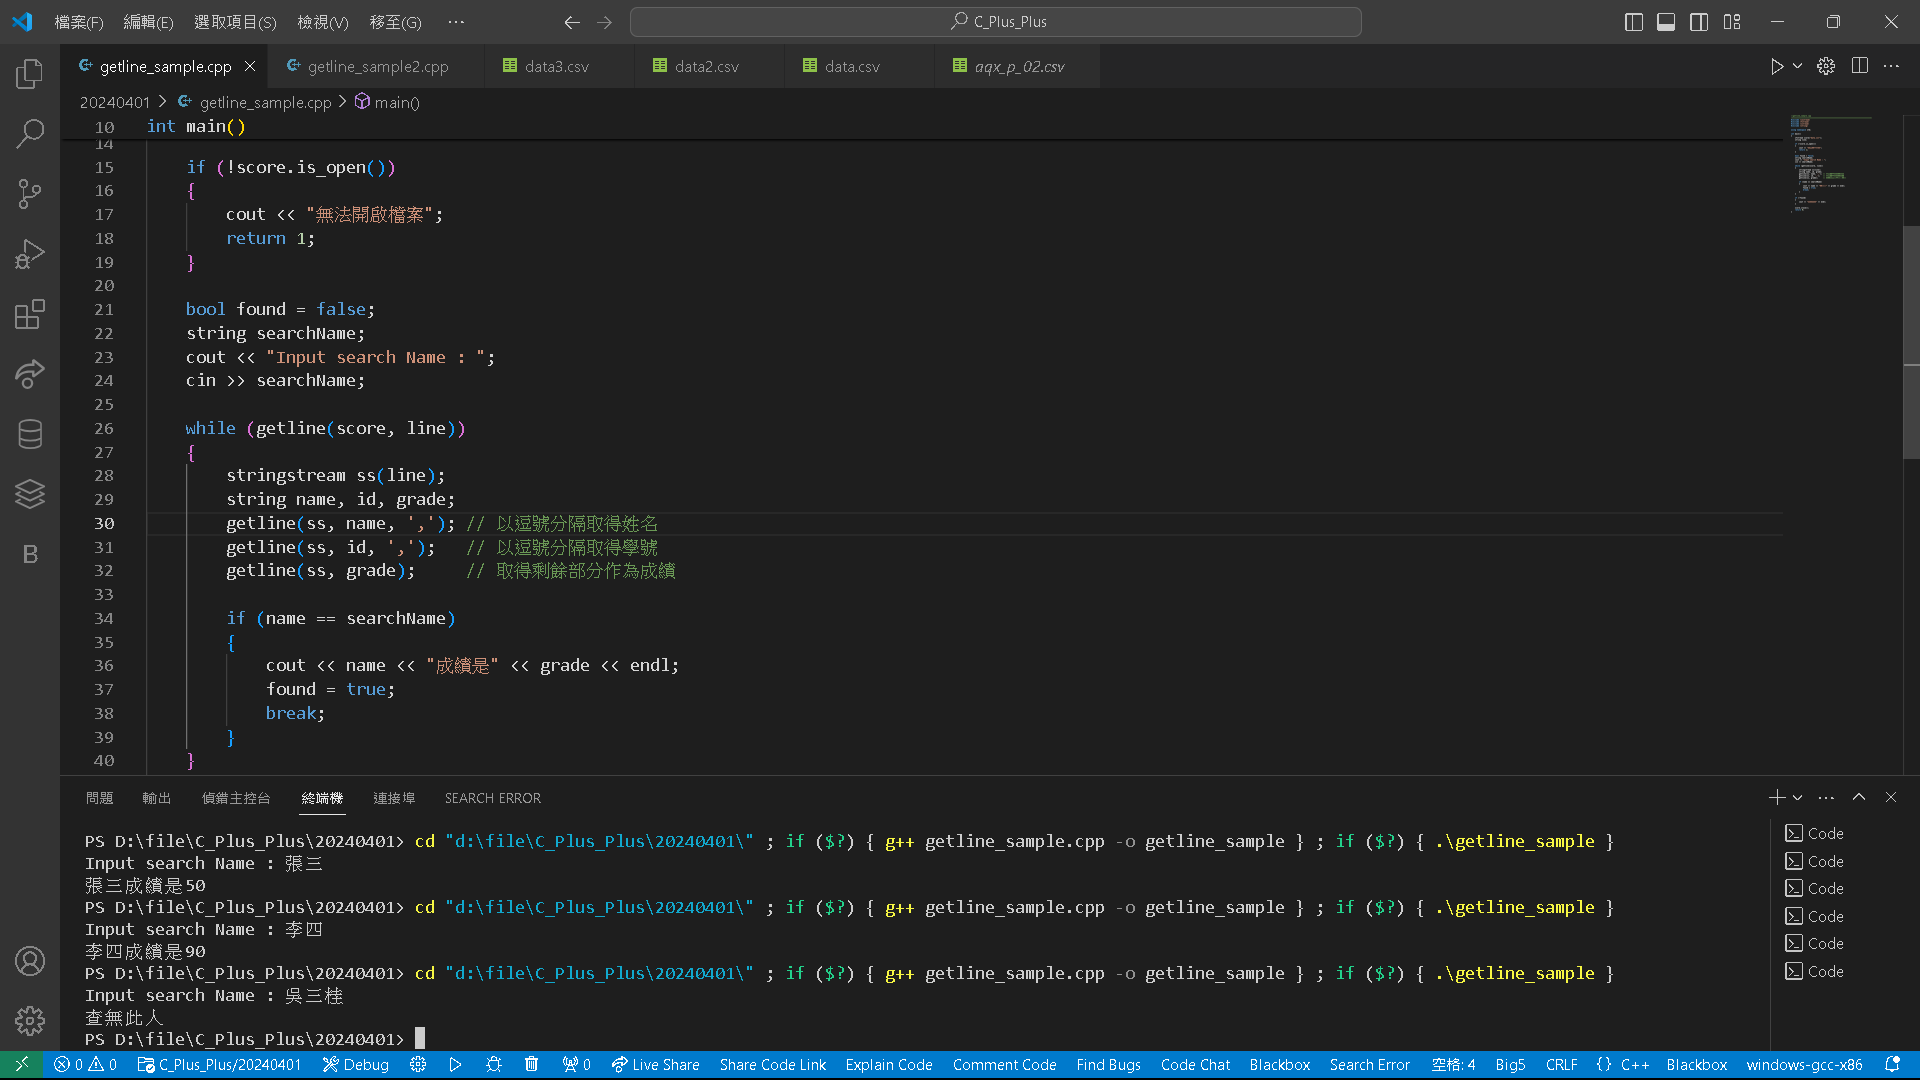 檔案(F) 編輯(E) 選取項目(S) 檢視(V) 移至(G) ··· C_Plus_Plus
getline_sample.cpp getline_sample2.cpp data3.csv data2.csv data.csv aqx_p_02.csv
20240401 > getline_sample.cpp > main()
10 int main()
14
15 if (!score.is_open())
16 {
17 cout << "無法開啟檔案";
18 return 1;
19 }
20
21 bool found = false;
22 string searchName;
23 cout << "Input search Name : ";
24 cin >> searchName;
25
26 while (getline(score, line))
27 {
28 stringstream ss(line);
29 string name, id, grade;
30 getline(ss, name, ','); // 以逗號分隔取得姓名
31 getline(ss, id, ','); // 以逗號分隔取得學號
32 getline(ss, grade); // 取得剩餘部分作為成績
33
34 if (name == searchName)
35 {
36 cout << name << "成績是" << grade << endl;
37 found = true;
38 break;
39 }
40 }
問題 輸出 偵錯主控台 終端機 連接埠 SEARCH ERROR
PS D:\file\C_Plus_Plus\20240401> cd "d:\file\C_Plus_Plus\20240401\" ; if ($?) { g++ getline_sample.cpp -o getline_sample } ; if ($?) { .\getline_sample }
Input search Name : 張三
張三成績是50
PS D:\file\C_Plus_Plus\20240401> cd "d:\file\C_Plus_Plus\20240401\" ; if ($?) { g++ getline_sample.cpp -o getline_sample } ; if ($?) { .\getline_sample }
Input search Name : 李四
李四成績是90
PS D:\file\C_Plus_Plus\20240401> cd "d:\file\C_Plus_Plus\20240401\" ; if ($?) { g++ getline_sample.cpp -o getline_sample } ; if ($?) { .\getline_sample }
Input search Name : 吳三桂
查無此人
PS D:\file\C_Plus_Plus\20240401>
Code
Code
Code
Code
Code
Code
B
0 0 C_Plus_Plus/20240401 Debug 0 Live Share Share Code Link Explain Code Comment Code Find Bugs Code Chat Blackbox Search Error 空格: 4 Big5 CRLF {} C++ Blackbox windows-gcc-x86